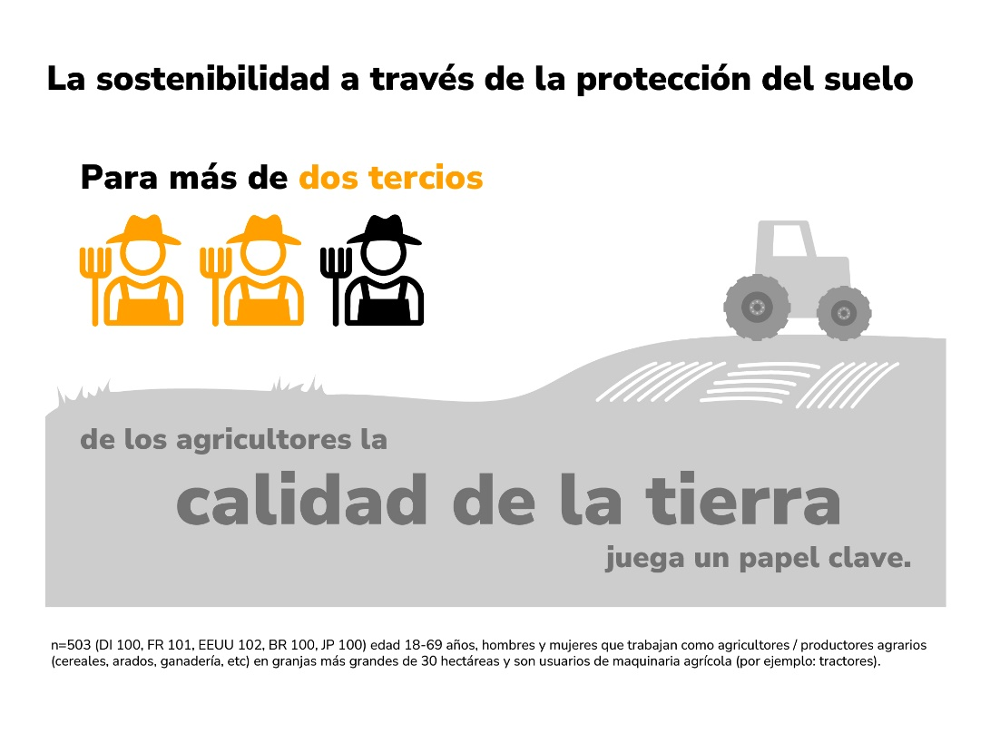 La sostenibilidad a través de la protección del suelo
Para más de dos tercios
de los agricultores la
calidad de la tierra
juega un papel clave.
n=503 (DI 100, FR 101, EEUU 102, BR 100, JP 100) edad 18-69 años, hombres y mujeres que trabajan como agricultores / productores agrarios
(cereales, arados, ganadería, etc) en granjas más grandes de 30 hectáreas y son usuarios de maquinaria agrícola (por ejemplo: tractores).